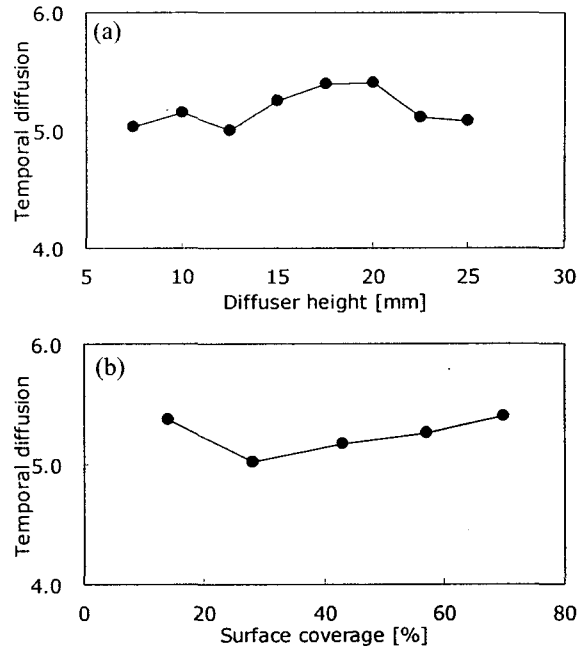 (a)
6.0
5.0
4.0
Temporal diffusion
5 10 15 20 25 30
Diffuser height [mm]
(b)
6.0
5.0
4.0
Temporal diffusion
0 20 40 60 80
Surface coverage [%]